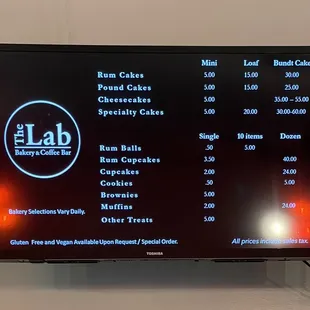 Mini Loaf Bundt Cake
Rum Cakes 5.00 15.00 30.00
Pound Cakes 5.00 15.00 25.00
Cheesecakes 5.00 35.00 – 55.00
Specialty Cakes 5.00 20.00 30.00-60.00
The Lab
Bakery & Coffee Bar
Single 10 items Dozen
Rum Balls .50 5.00
Rum Cupcakes 3.50 40.00
Cupcakes 2.00 24.00
Cookies .50 5.00
Brownies 5.00
Muffins 2.00 24.00
Other Treats 5.00
Bakery Selections Vary Daily.
Gluten Free and Vegan Available Upon Request / Special Order.
All prices include sales tax.
TOSHIBA